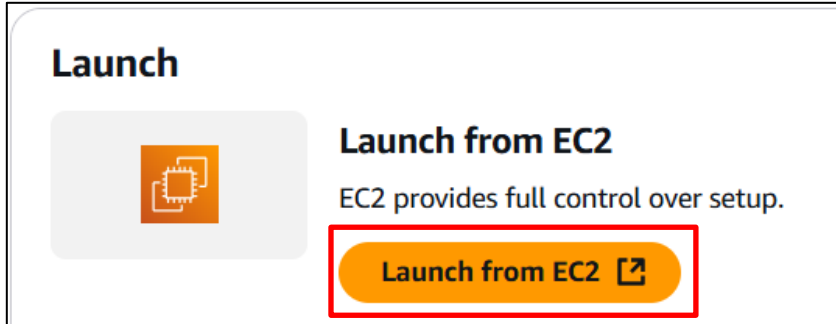 Launch
Launch from EC2
EC2 provides full control over setup.
Launch from EC2